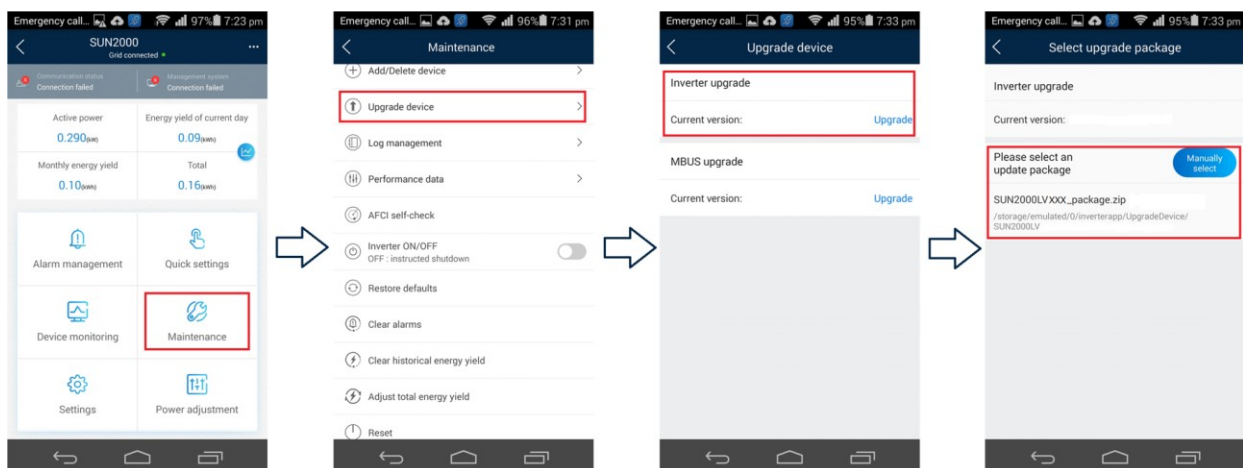 Emergency call... 97% 7:23 pm
SUN2000
Grid connected
...
Communication status
Connection failed
Management system
Connection failed
Active power
0.290(kW)
Energy yield of current day
0.09(kWh)
Monthly energy yield
0.10(kWh)
Total
0.16(kWh)
Alarm management
Quick settings
Device monitoring
Maintenance
Settings
Power adjustment
Emergency call... 96% 7:31 pm
Maintenance
Add/Delete device
Upgrade device
Log management
Performance data
AFCI self-check
Inverter ON/OFF
OFF : instructed shutdown
Restore defaults
Clear alarms
Clear historical energy yield
Adjust total energy yield
Reset
Emergency call... 95% 7:33 pm
Upgrade device
Inverter upgrade
Current version: Upgrade
MBUS upgrade
Current version: Upgrade
Emergency call... 95% 7:33 pm
Select upgrade package
Inverter upgrade
Current version:
Please select an
update package
Manually
select
SUN2000LVXXX_package.zip
/storage/emulated/0/inverterapp/UpgradeDevice/
SUN2000LV